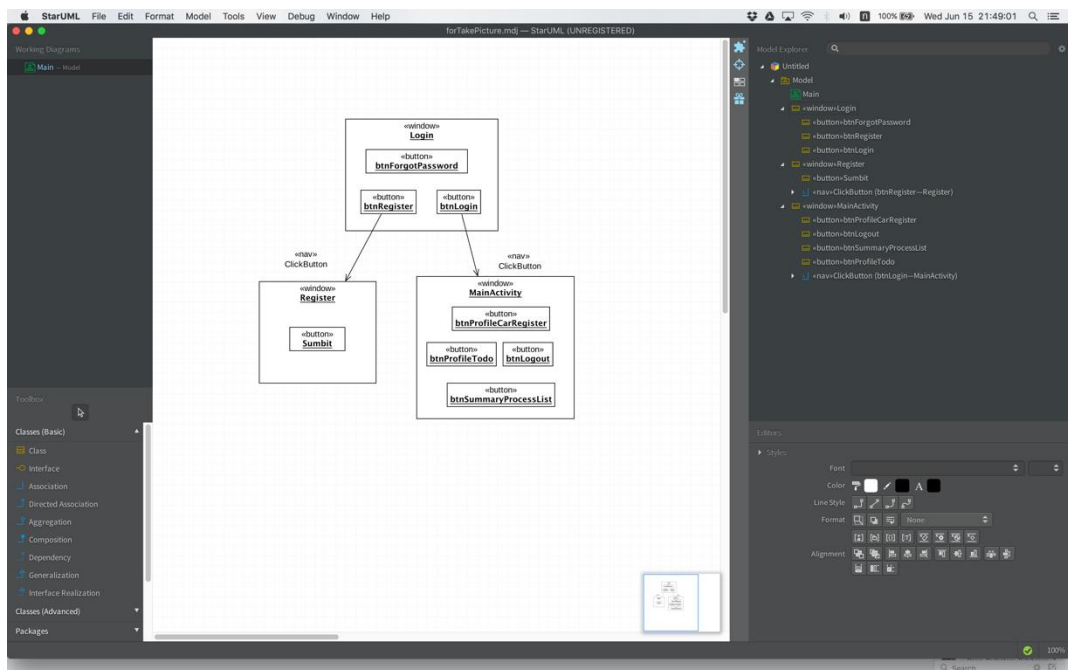 StarUML File Edit Format Model Tools Window View Debug Window Help
100% Wed Jun 15 21:49:01
forTakePicture.mdj — StarUML (UNREGISTERED)
Working Diagrams
Main — Model
«window»
Login
«button»
btnForgotPassword
«button»
btnRegister
«button»
btnLogin
«nav»
ClickButton
«nav»
ClickButton
«window»
Register
«button»
Sumbit
«window»
MainActivity
«button»
btnProfileCarRegister
«button»
btnProfileTodo
«button»
btnLogout
«button»
btnSummaryProcessList
Toolbox
Classes (Basic)
Class
Interface
Association
Directed Association
Aggregation
Composition
Dependency
Generalization
Interface Realization
Classes (Advanced)
Packages
Model Explorer
Untitled
Model
Main
«window»Login
«button»btnForgotPassword
«button»btnRegister
«button»btnLogin
«window»Register
«button»Sumbit
«nav»ClickButton (btnRegister—Register)
«window»MainActivity
«button»btnProfileCarRegister
«button»btnLogout
«button»btnSummaryProcessList
«button»btnProfileTodo
«nav»ClickButton (btnLogin—MainActivity)
Editors
Styles
Font
Color A
Line Style
Format None
Alignment
100%
Search